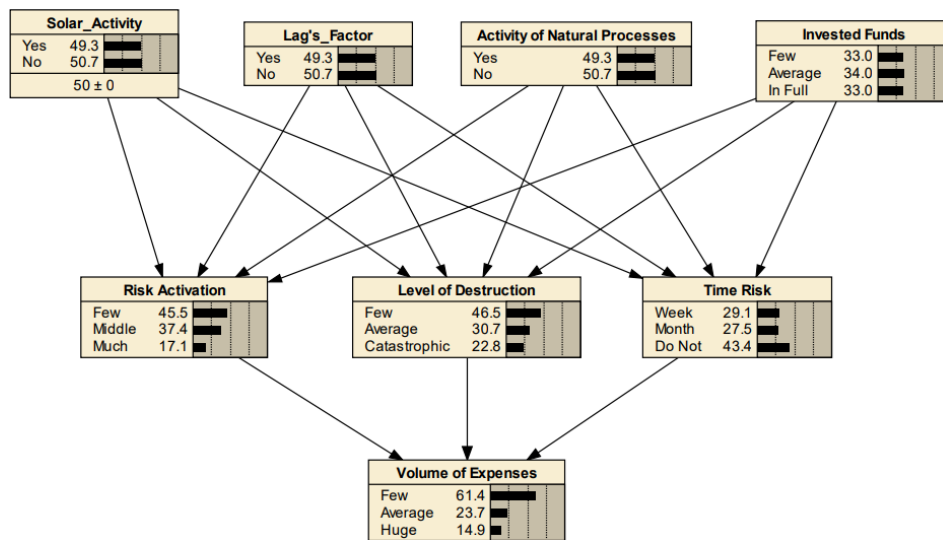 Solar_Activity
Yes 49.3
No 50.7
50 ± 0
Lag's_Factor
Yes 49.3
No 50.7
Activity of Natural Processes
Yes 49.3
No 50.7
Invested Funds
Few 33.0
Average 34.0
In Full 33.0
Risk Activation
Few 45.5
Middle 37.4
Much 17.1
Level of Destruction
Few 46.5
Average 30.7
Catastrophic 22.8
Time Risk
Week 29.1
Month 27.5
Do Not 43.4
Volume of Expenses
Few 61.4
Average 23.7
Huge 14.9